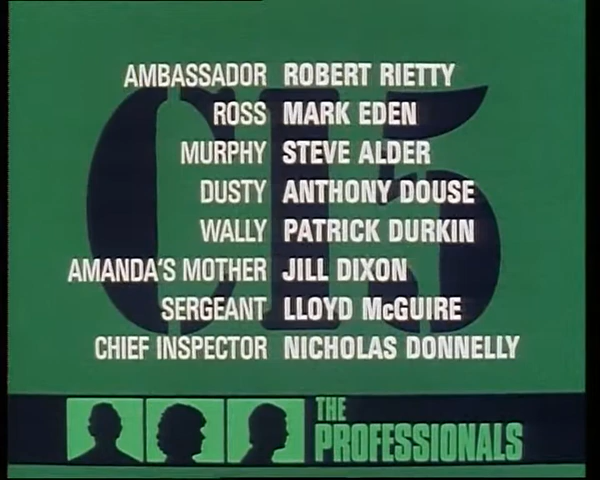 AMBASSADOR ROBERT RIETTY
ROSS MARK EDEN
MURPHY STEVE ALDER
DUSTY ANTHONY DOUSE
WALLY PATRICK DURKIN
AMANDA'S MOTHER JILL DIXON
SERGEANT LLOYD McGUIRE
CHIEF INSPECTOR NICHOLAS DONNELLY
CI5
THE
PROFESSIONALS